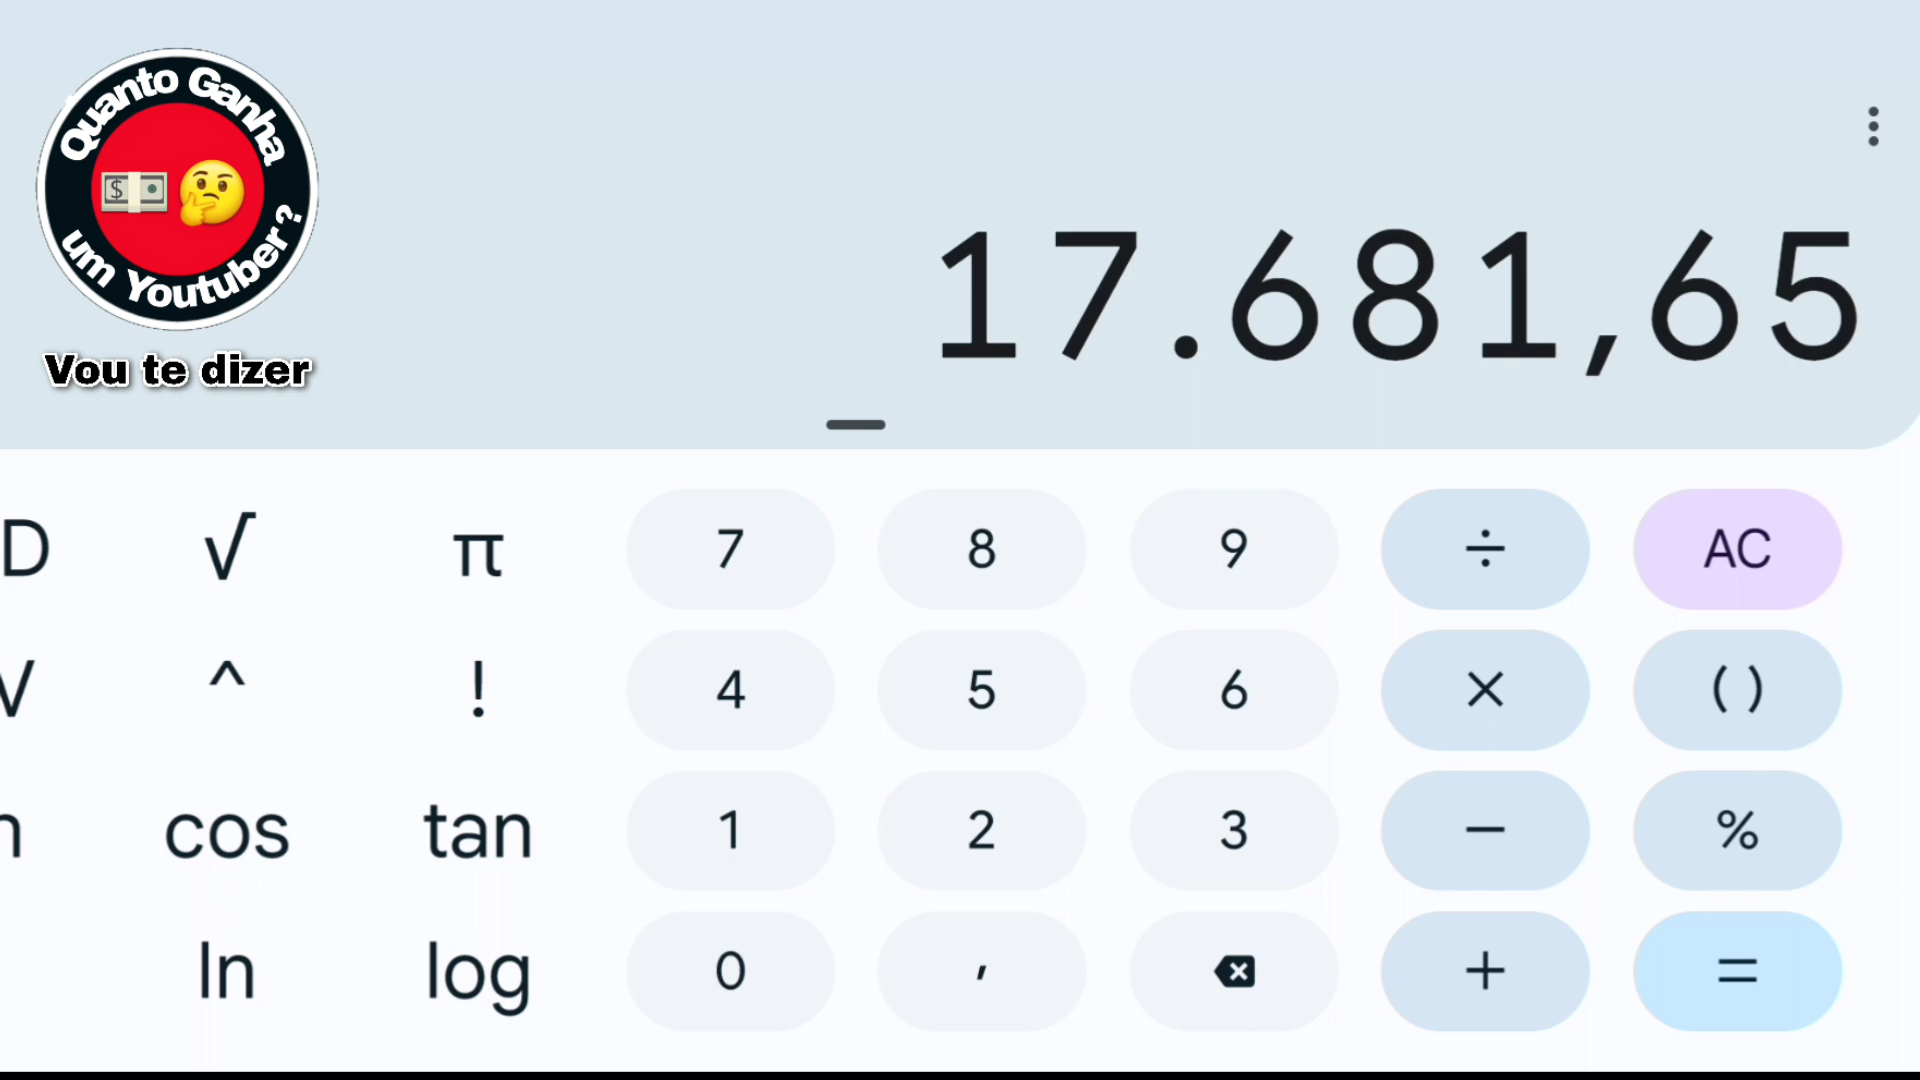 Quanto Ganha
$
um Youtuber?
Vou te dizer
17.681,65
D √ π 7 8 9 ÷ AC
V ^ ! 4 5 6 × ( )
n cos tan 1 2 3 − %
ln log 0 , + =